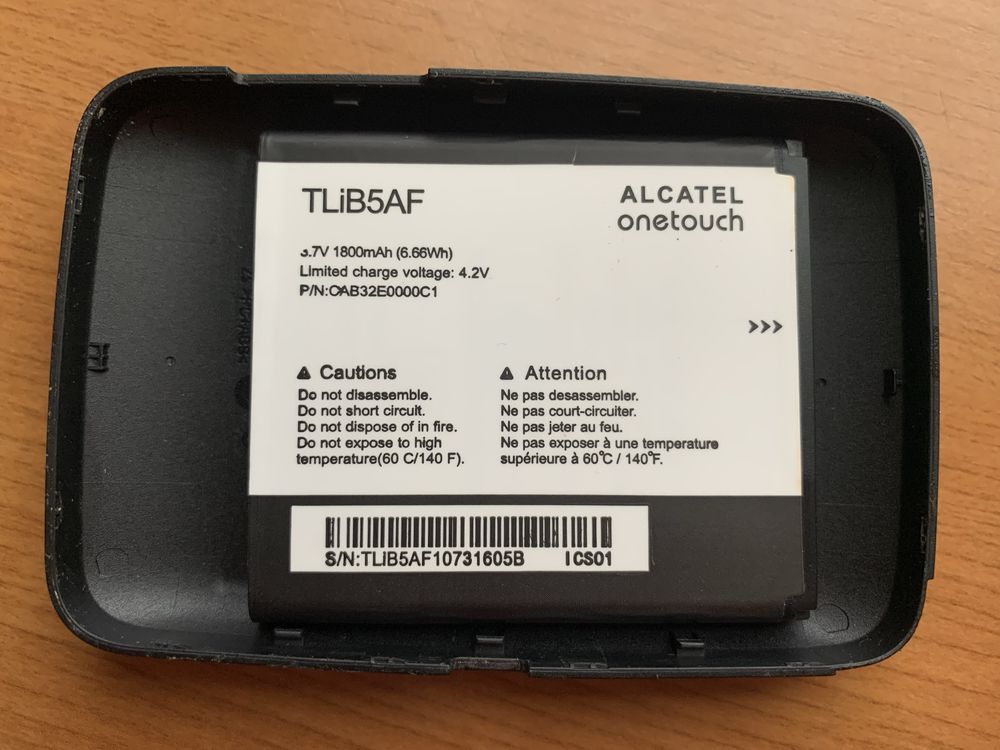 TLiB5AF
ALCATEL
onetouch
3.7V 1800mAh (6.66Wh)
Limited charge voltage: 4.2V
P/N:CAB32E0000C1
>>>
Cautions
Do not disassemble.
Do not short circuit.
Do not dispose of in fire.
Do not expose to high
temperature(60 C/140 F).
Attention
Ne pas desassembler.
Ne pas court-circuiter.
Ne pas jeter au feu.
Ne pas exposer à une temperature
supérieure à 60°C / 140°F.
S/N:TLiB5AF10731605B ICS01